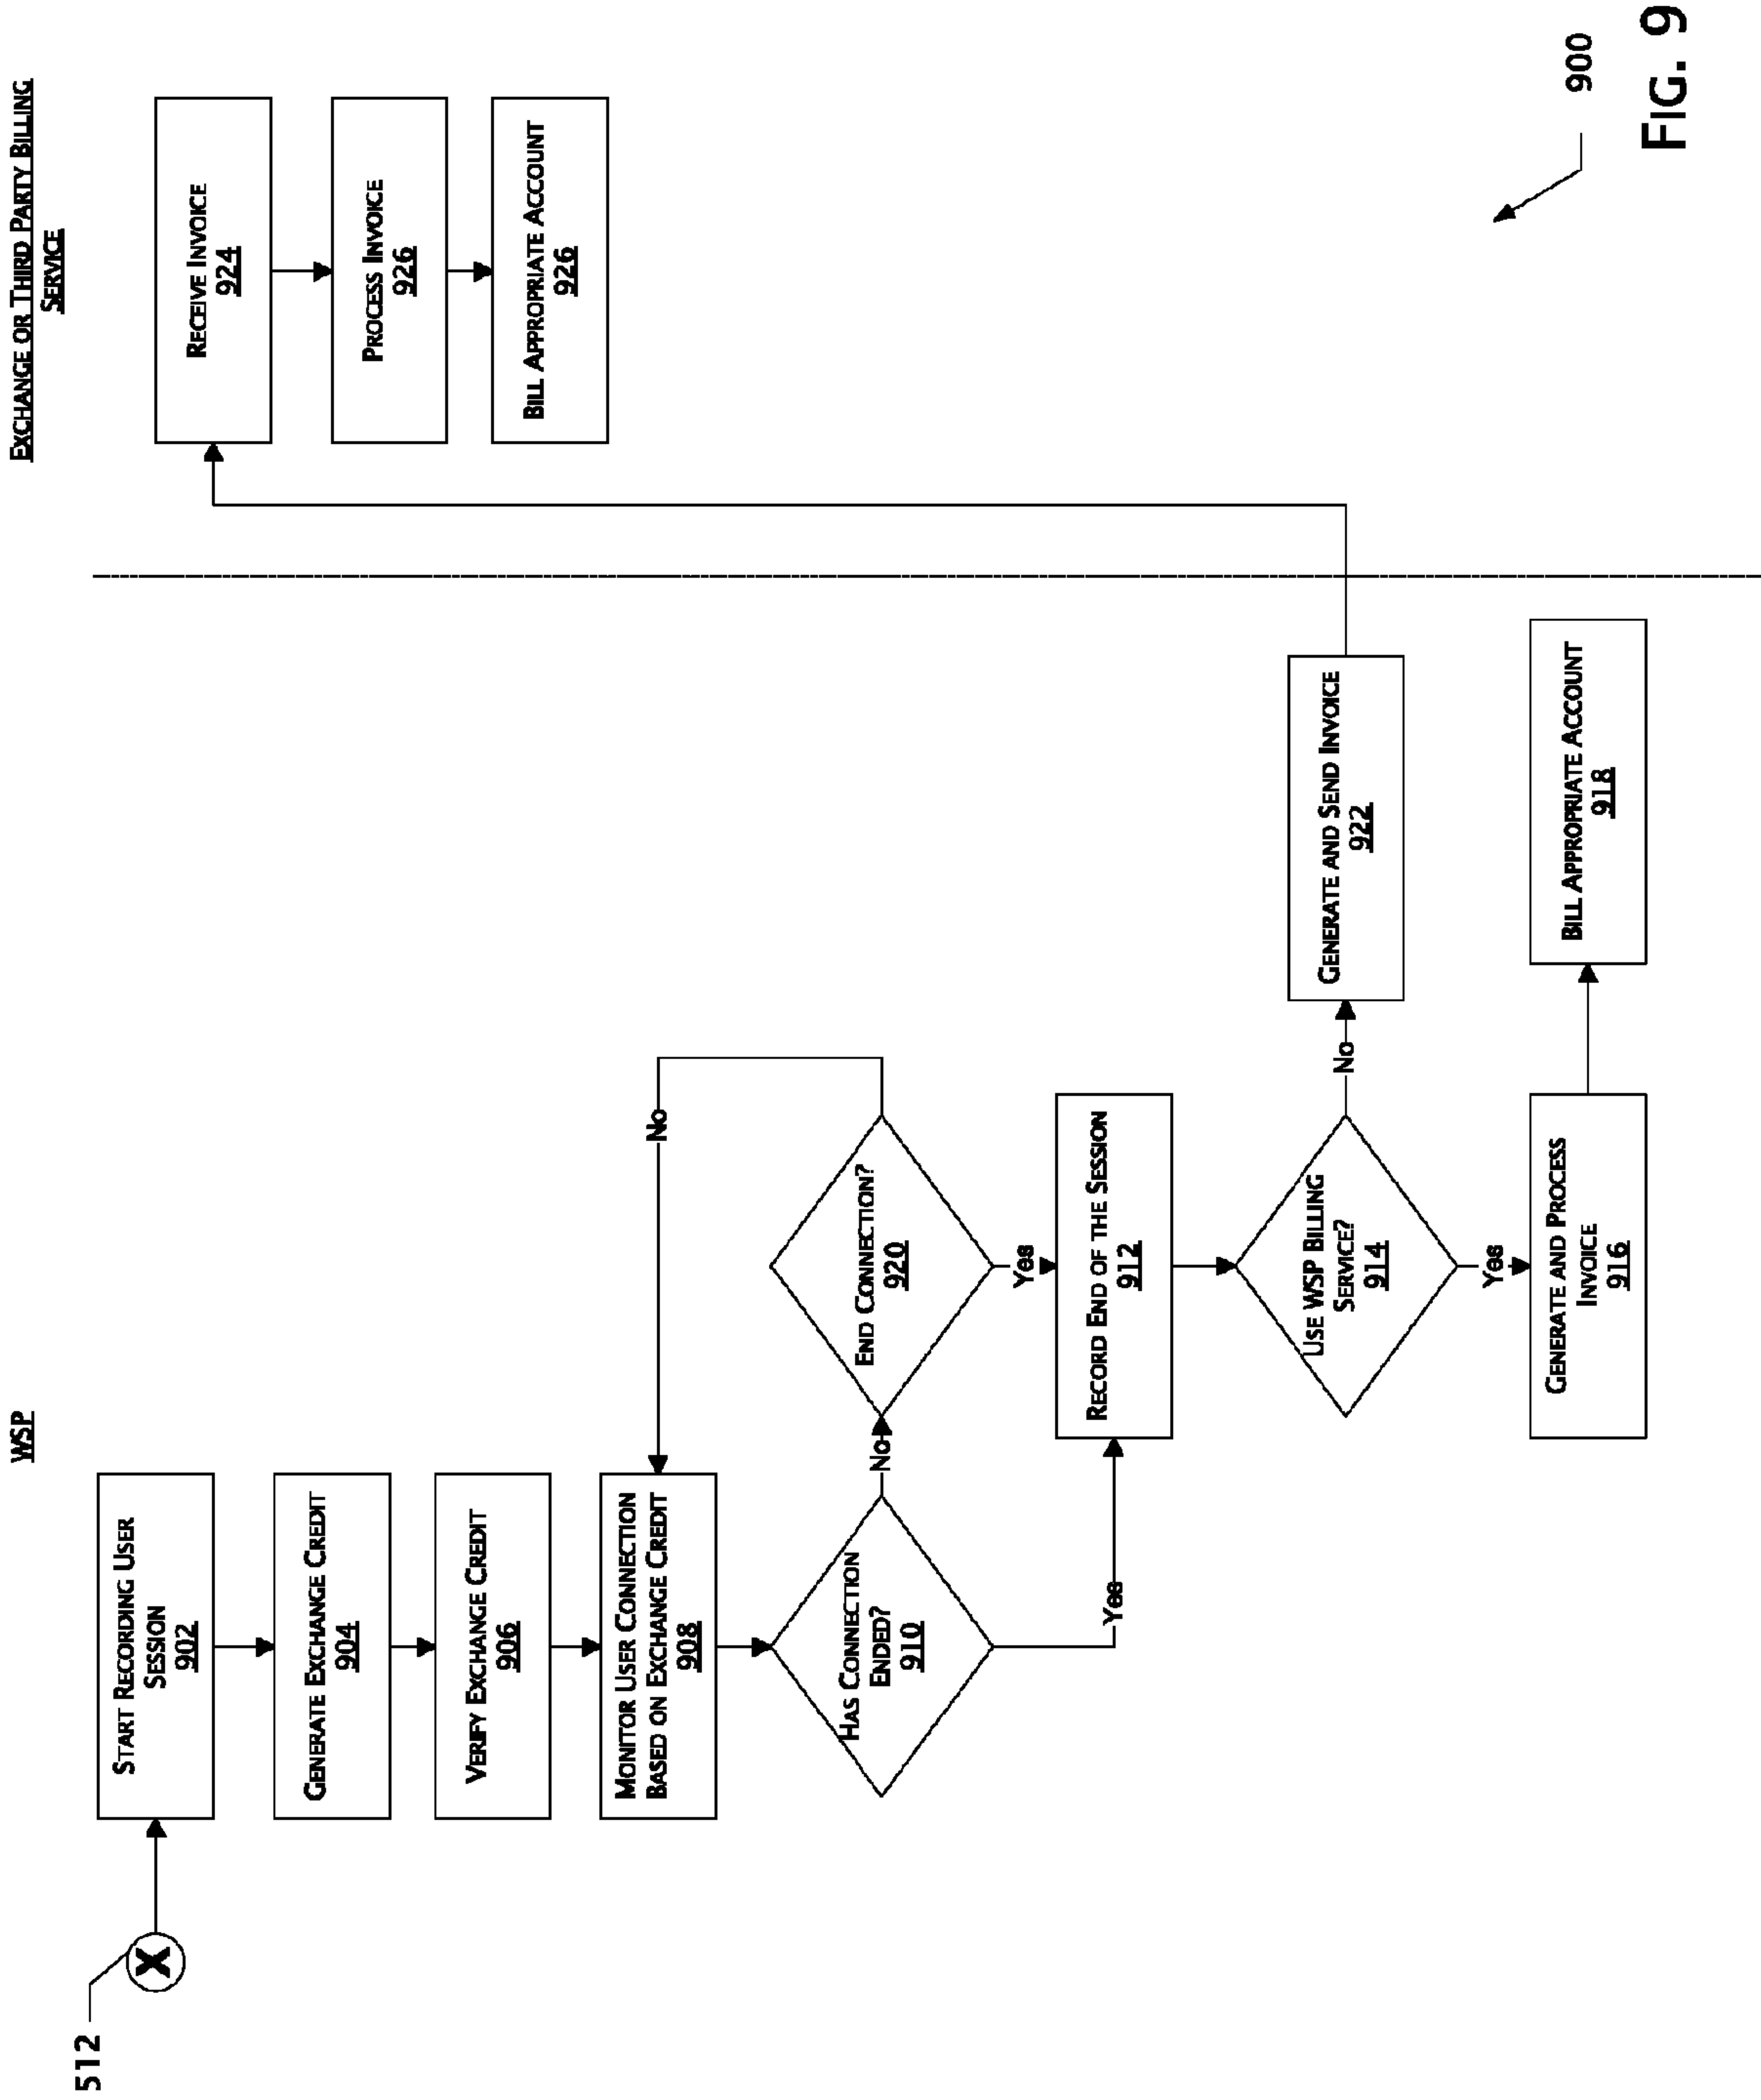 WSP
EXCHANGE OR THIRD PARTY BILLING
SERVICE
512
X
START RECORDING USER
SESSION
902
GENERATE EXCHANGE CREDIT
904
VERIFY EXCHANGE CREDIT
906
MONITOR USER CONNECTION
BASED ON EXCHANGE CREDIT
908
No
HAS CONNECTION
ENDED?
910
No
END CONNECTION?
920
Yes
Yes
RECORD END OF THE SESSION
912
USE WSP BILLING
SERVICE?
914
No
GENERATE AND SEND INVOICE
922
Yes
GENERATE AND PROCESS
INVOICE
916
BILL APPROPRIATE ACCOUNT
918
RECEIVE INVOICE
924
PROCESS INVOICE
926
BILL APPROPRIATE ACCOUNT
926
900
FIG. 9